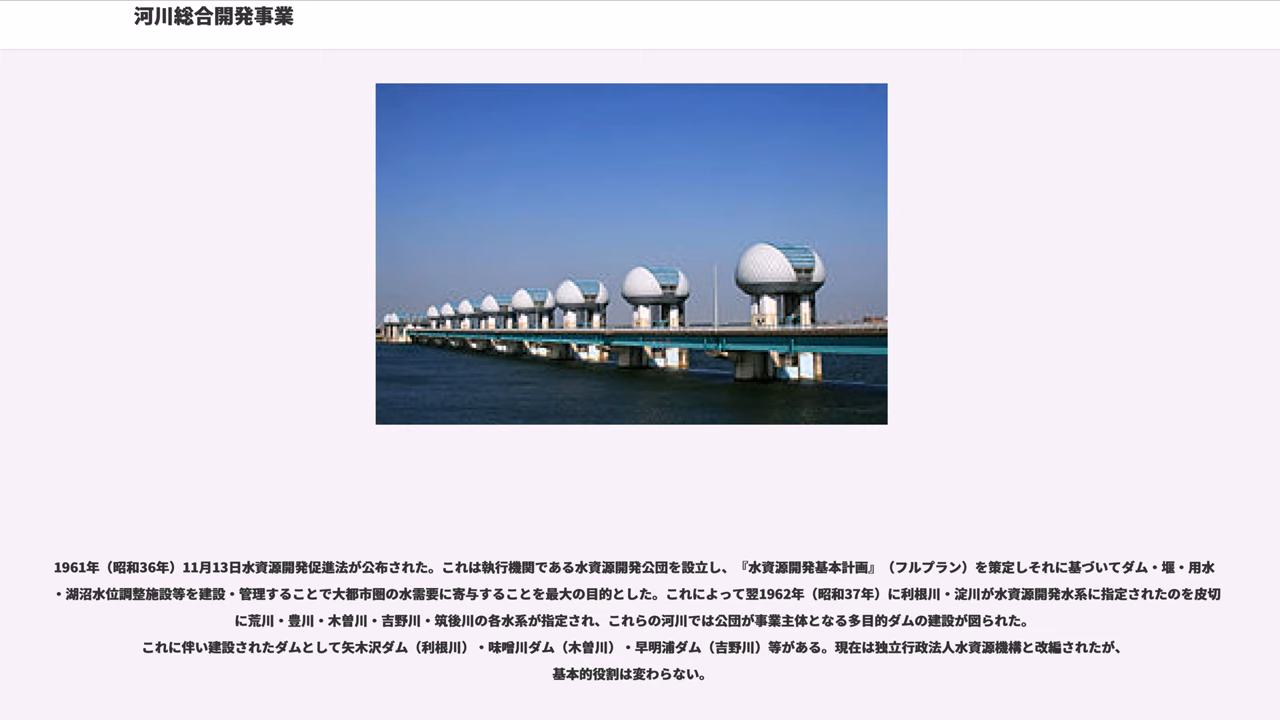 河川総合開発事業
1961年（昭和36年）11月13日水資源開発促進法が公布された。これは執行機関である水資源開発公団を設立し、『水資源開発基本計画』（フルプラン）を策定しそれに基づいてダム・堰・用水
・湖沼水位調整施設等を建設・管理することで大都市圏の水需要に寄与することを最大の目的とした。これによって翌1962年（昭和37年）に利根川・淀川が水資源開発水系に指定されたのを皮切
に荒川・豊川・木曽川・吉野川・筑後川の各水系が指定され、これらの河川では公団が事業主体となる多目的ダムの建設が図られた。
これに伴い建設されたダムとして矢木沢ダム（利根川）・味噌川ダム（木曽川）・早明浦ダム（吉野川）等がある。現在は独立行政法人水資源機構と改編されたが、
基本的役割は変わらない。